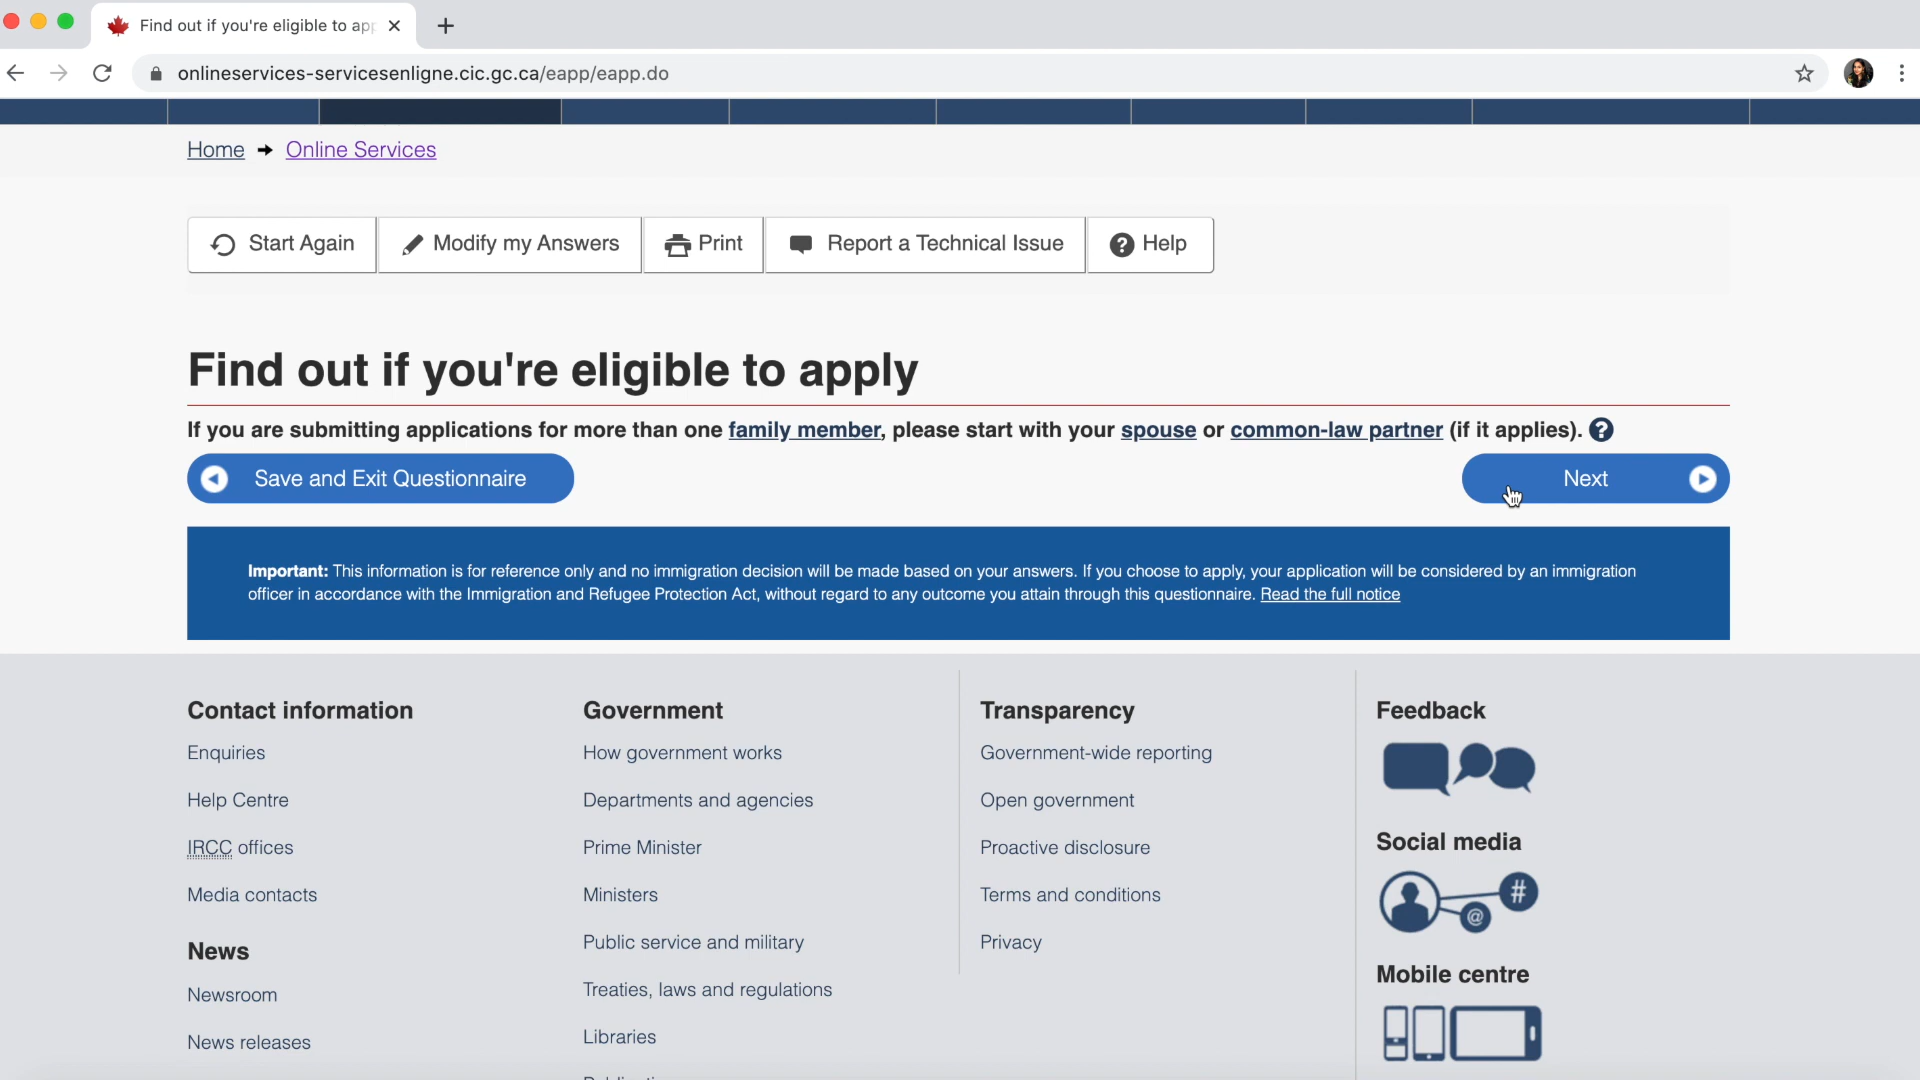 Find out if you're eligible to app
onlineservices-servicesenligne.cic.gc.ca/eapp/eapp.do
Home → Online Services
Start Again
Modify my Answers
Print
Report a Technical Issue
? Help
Find out if you're eligible to apply
If you are submitting applications for more than one family member, please start with your spouse or common-law partner (if it applies). ?
Save and Exit Questionnaire
Next
Important: This information is for reference only and no immigration decision will be made based on your answers. If you choose to apply, your application will be considered by an immigration
officer in accordance with the Immigration and Refugee Protection Act, without regard to any outcome you attain through this questionnaire. Read the full notice
Contact information
Enquiries
Help Centre
IRCC offices
Media contacts
News
Newsroom
News releases
Government
How government works
Departments and agencies
Prime Minister
Ministers
Public service and military
Treaties, laws and regulations
Libraries
Transparency
Government-wide reporting
Open government
Proactive disclosure
Terms and conditions
Privacy
Feedback
Social media
#
@
Mobile centre